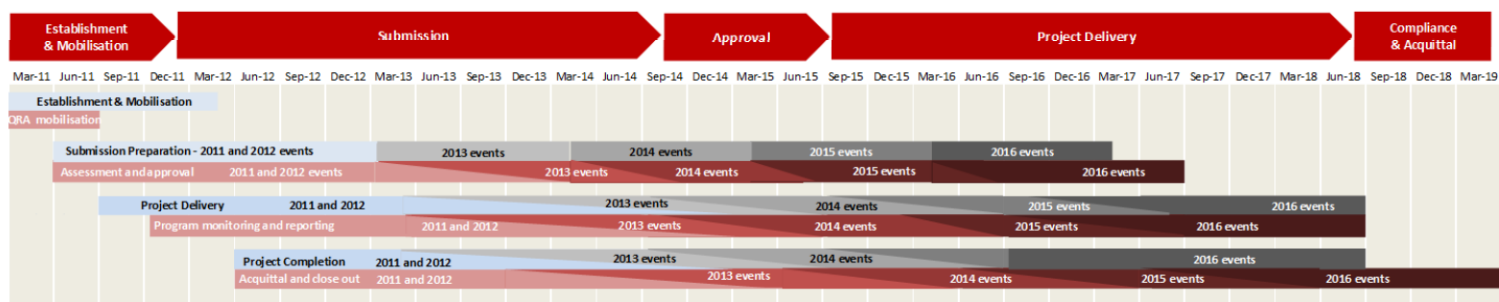 Establishment
& Mobilisation
Submission
Approval
Project Delivery
Compliance
& Acquittal
Mar-11 Jun-11 Sep-11 Dec-11 Mar-12 Jun-12 Sep-12 Dec-12 Mar-13 Jun-13 Sep-13 Dec-13 Mar-14 Jun-14 Sep-14 Dec-14 Mar-15 Jun-15 Sep-15 Dec-15 Mar-16 Jun-16 Sep-16 Dec-16 Mar-17 Jun-17 Sep-17 Dec-17 Mar-18 Jun-18 Sep-18 Dec-18 Mar-19
Establishment & Mobilisation
QRA mobilisation
Submission Preparation - 2011 and 2012 events 2013 events 2014 events 2015 events 2016 events
Assessment and approval 2011 and 2012 events 2013 events 2014 events 2015 events 2016 events
Project Delivery 2011 and 2012 2013 events 2014 events 2015 events 2016 events
Program monitoring and reporting 2011 and 2012 2013 events 2014 events 2015 events 2016 events
Project Completion 2011 and 2012 2013 events 2014 events 2016 events
Acquittal and close out 2011 and 2012 2013 events 2014 events 2015 events 2016 events